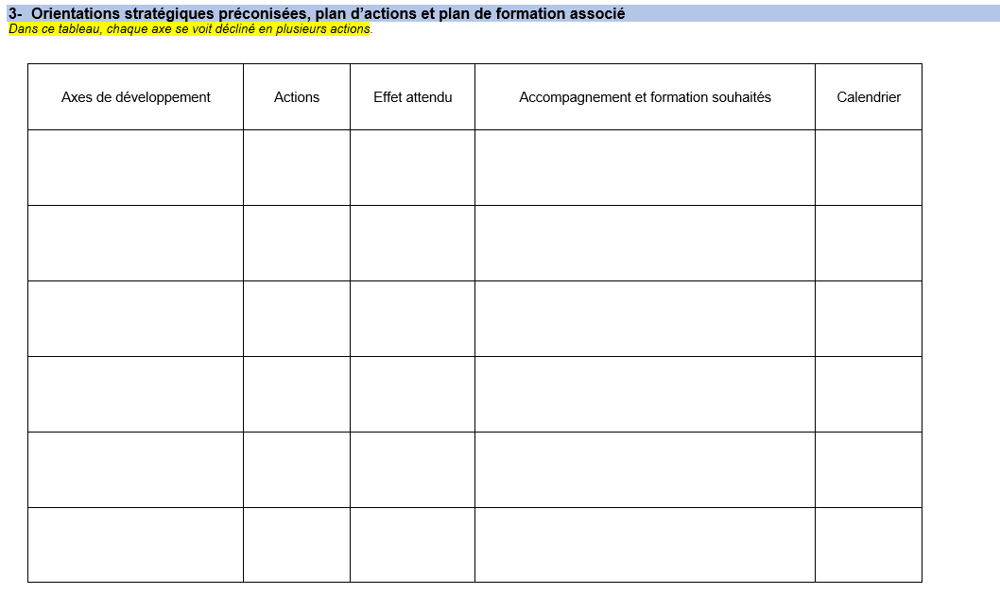 3- Orientations stratégiques préconisées, plan d’actions et plan de formation associé
Dans ce tableau, chaque axe se voit décliné en plusieurs actions.
Axes de développement Actions Effet attendu Accompagnement et formation souhaités Calendrier